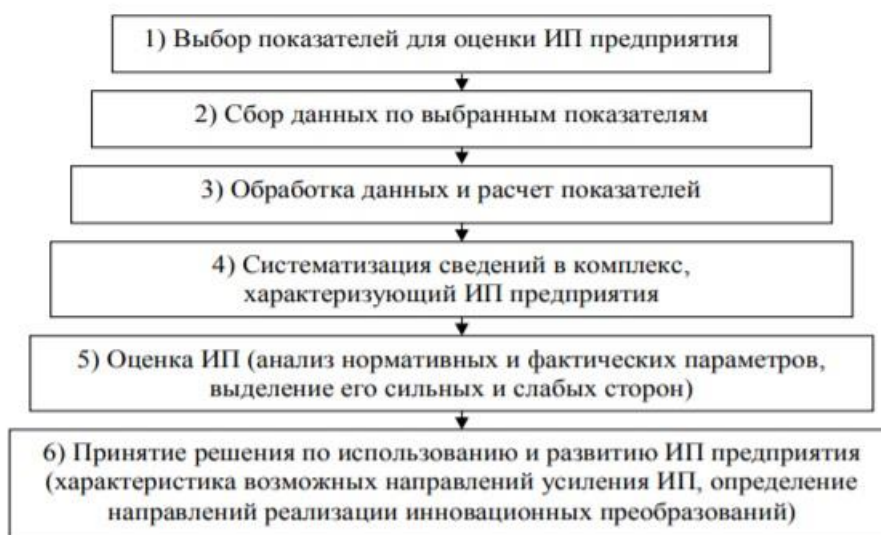 1) Выбор показателей для оценки ИП предприятия
2) Сбор данных по выбранным показателям
3) Обработка данных и расчет показателей
4) Систематизация сведений в комплекс,
характеризующий ИП предприятия
5) Оценка ИП (анализ нормативных и фактических параметров,
выделение его сильных и слабых сторон)
6) Принятие решения по использованию и развитию ИП предприятия
(характеристика возможных направлений усиления ИП, определение
направлений реализации инновационных преобразований)